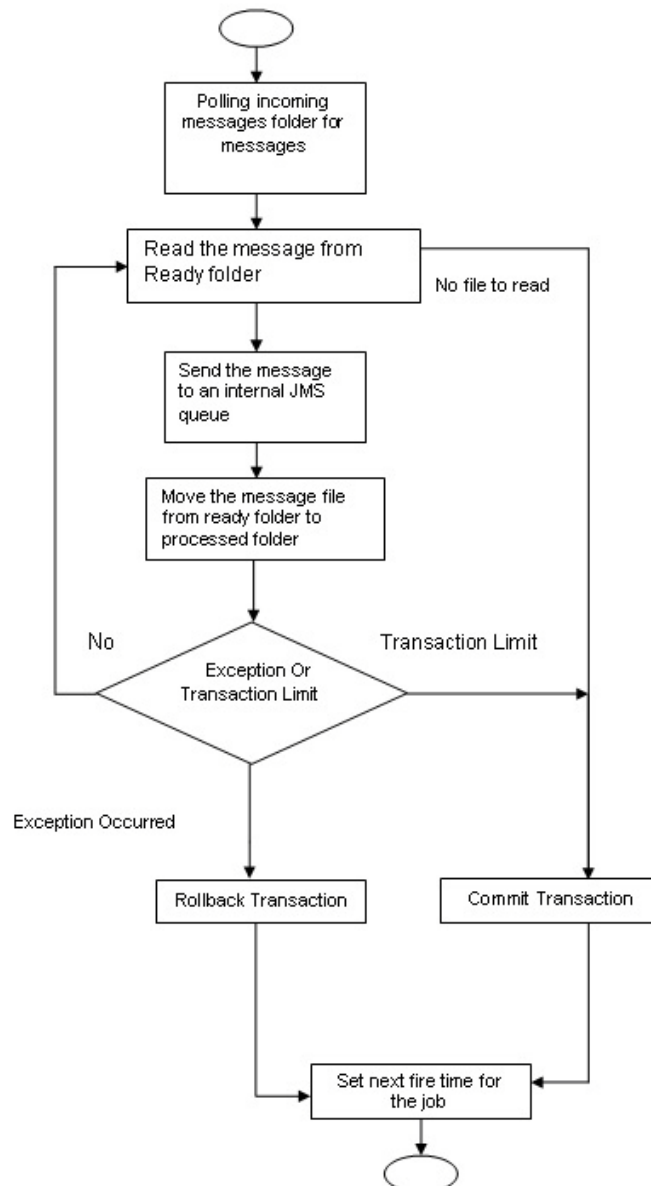 Polling incoming
messages folder for
messages
Read the message from
Ready folder
No file to read
Send the message
to an internal JMS
queue
Move the message file
from ready folder to
processed folder
No
Transaction Limit
Exception Or
Transaction Limit
Exception Occurred
Rollback Transaction
Commit Transaction
Set next fire time for
the job